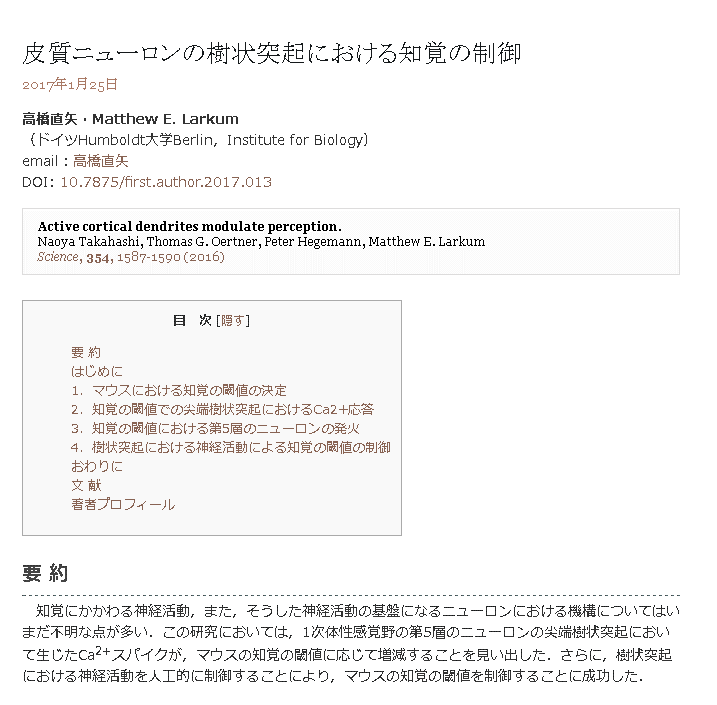 皮質ニューロンの樹状突起における知覚の制御
2017年1月25日
高橋直矢・Matthew E. Larkum
（ドイツHumboldt大学Berlin，Institute for Biology）
email：高橋直矢
DOI: 10.7875/first.author.2017.013
Active cortical dendrites modulate perception.
Naoya Takahashi, Thomas G. Oertner, Peter Hegemann, Matthew E. Larkum
Science, 354, 1587-1590 (2016)
目　次 [隠す]
要 約
はじめに
1．マウスにおける知覚の閾値の決定
2．知覚の閾値での尖端樹状突起におけるCa2+応答
3．知覚の閾値における第5層のニューロンの発火
4．樹状突起における神経活動による知覚の閾値の制御
おわりに
文 献
著者プロフィール
要 約
　知覚にかかわる神経活動，また，そうした神経活動の基盤になるニューロンにおける機構についてはい
まだ不明な点が多い．この研究においては，1次体性感覚野の第5層のニューロンの尖端樹状突起におい
て生じたCa²⁺スパイクが，マウスの知覚の閾値に応じて増減することを見い出した．さらに，樹状突起
における神経活動を人工的に制御することにより，マウスの知覚の閾値を制御することに成功した．